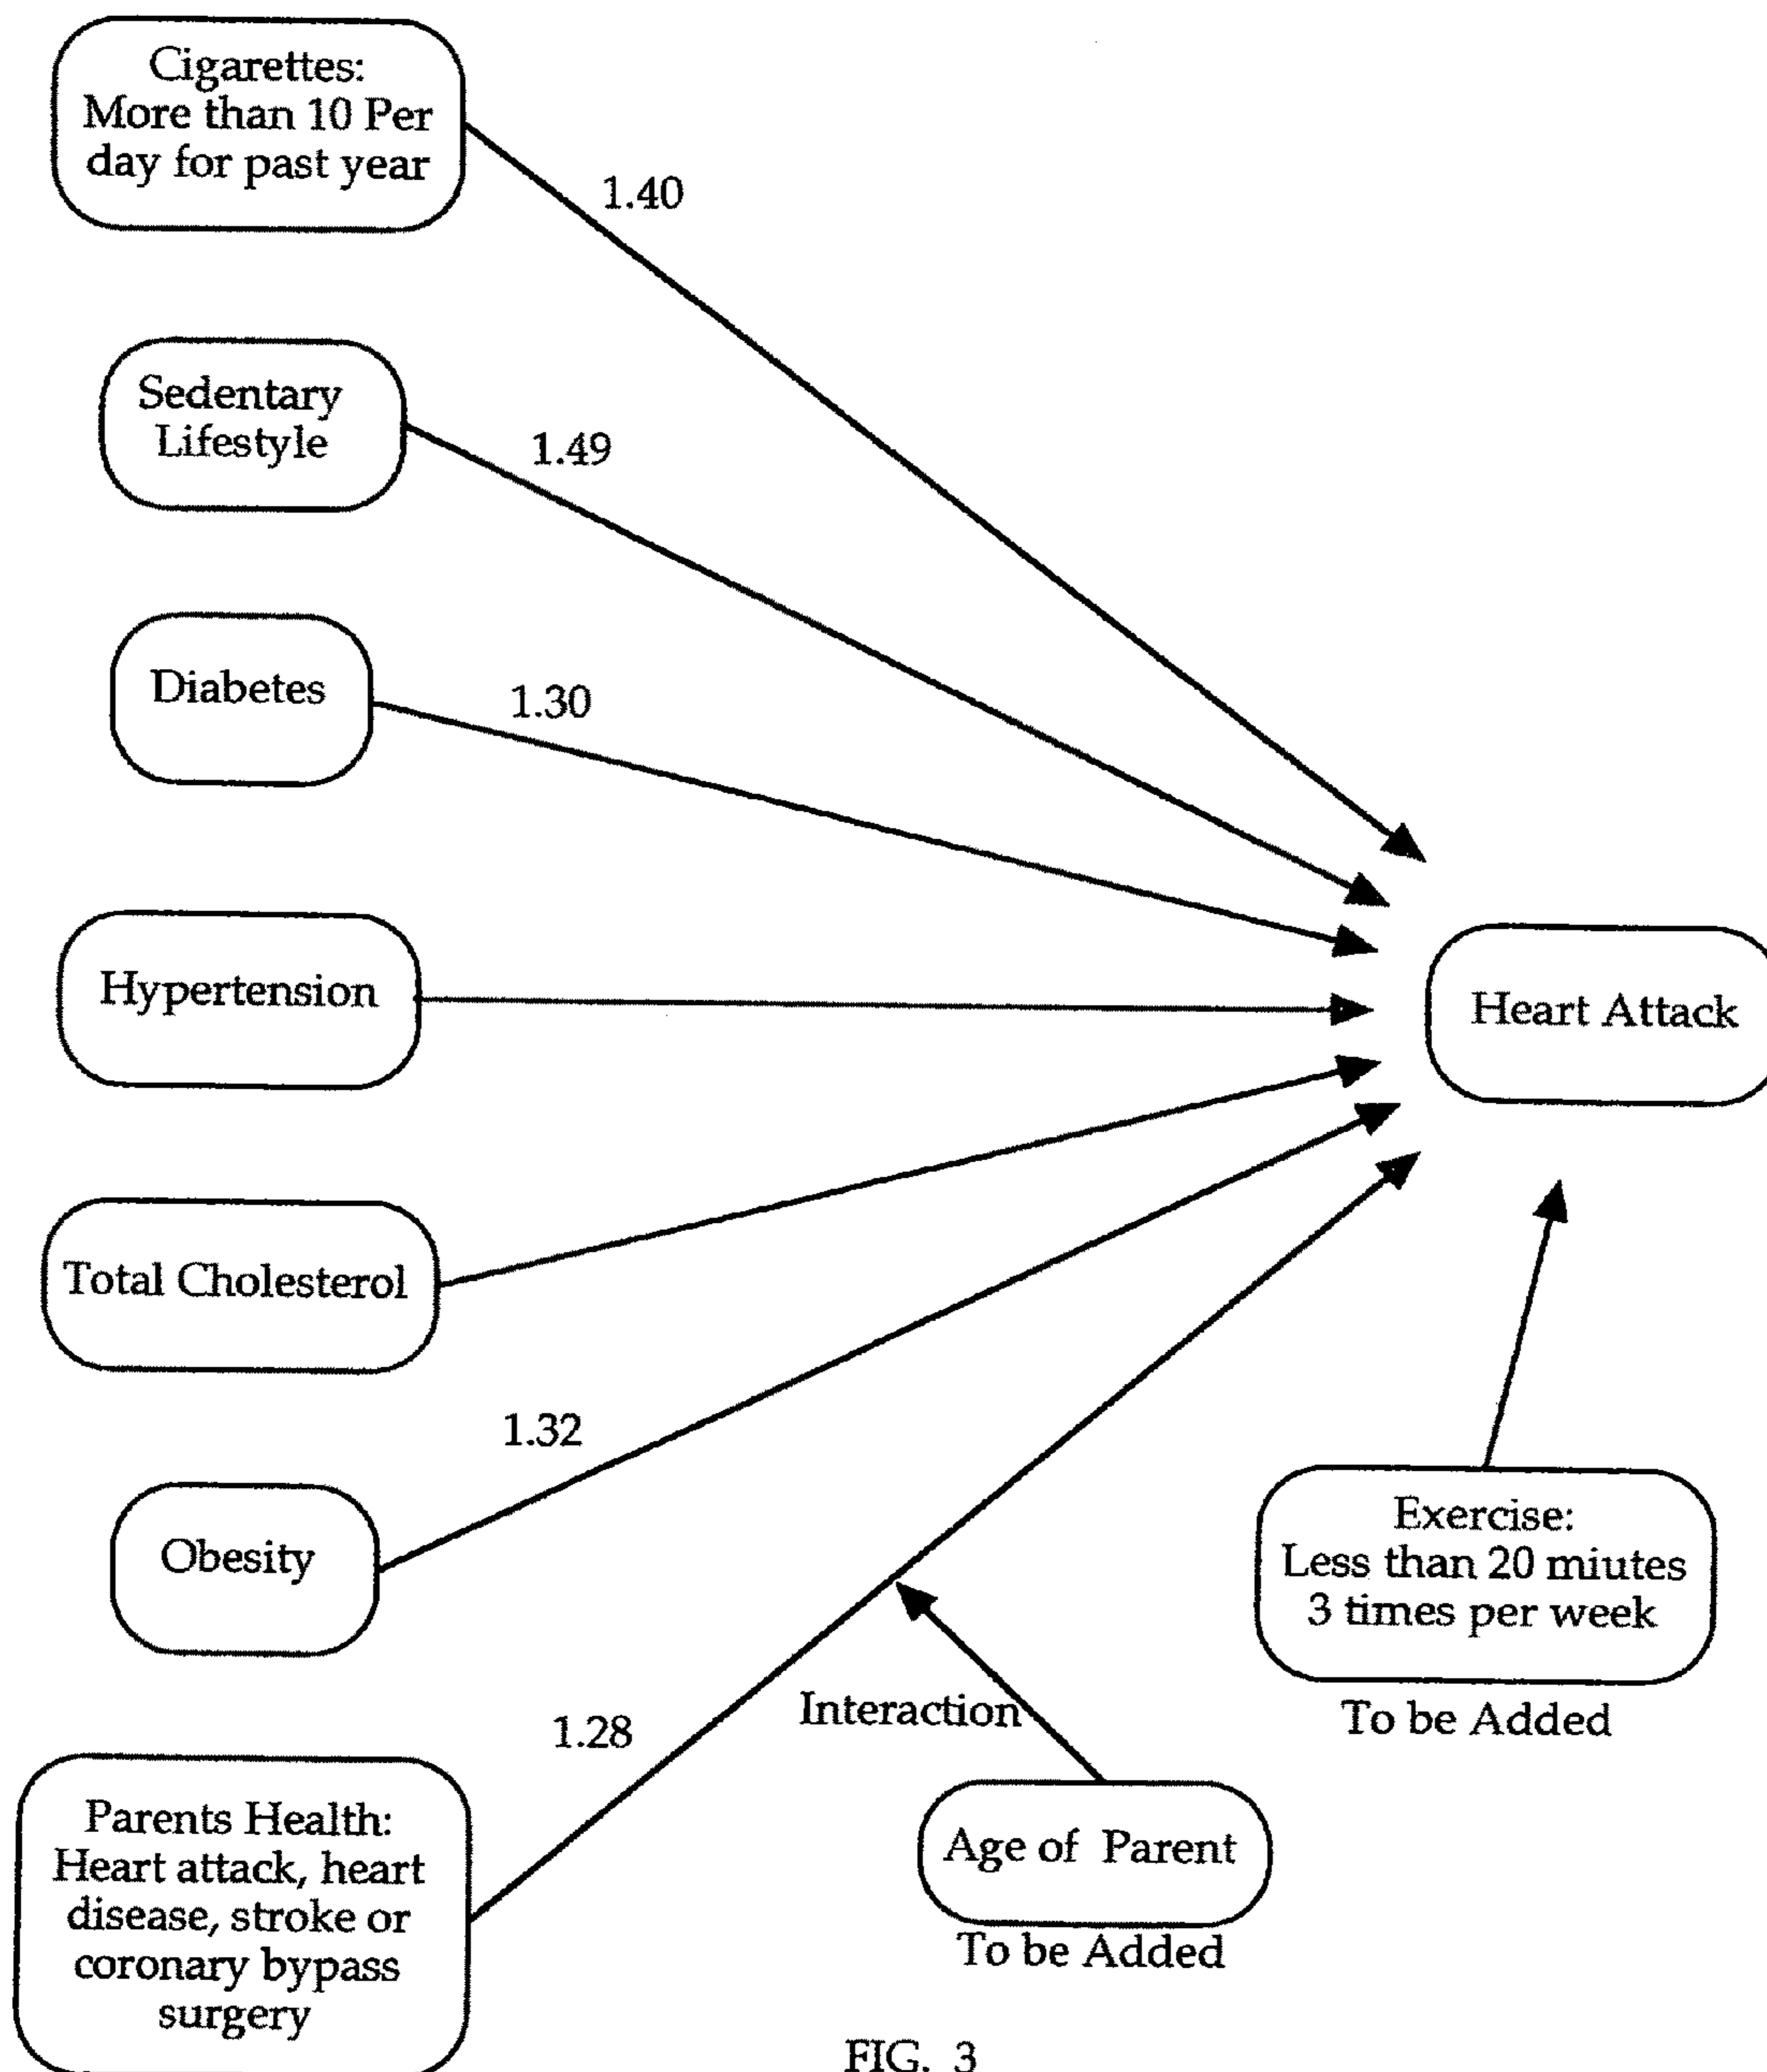 Cigarettes:
More than 10 Per
day for past year
1.40
Sedentary
Lifestyle
1.49
Diabetes
1.30
Hypertension
Heart Attack
Total Cholesterol
1.32
Obesity
Exercise:
Less than 20 miutes
3 times per week
To be Added
Interaction
1.28
Parents Health:
Heart attack, heart
disease, stroke or
coronary bypass
surgery
Age of Parent
To be Added
FIG. 3